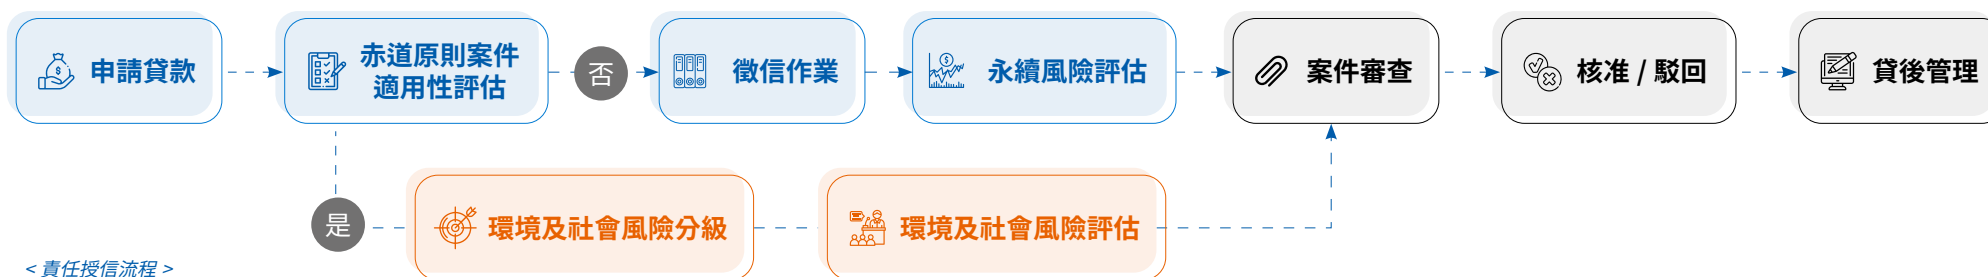 申請貸款
赤道原則案件
適用性評估
否
徵信作業
永續風險評估
案件審查
核准 / 駁回
貸後管理
是
環境及社會風險分級
環境及社會風險評估
< 責任授信流程 >